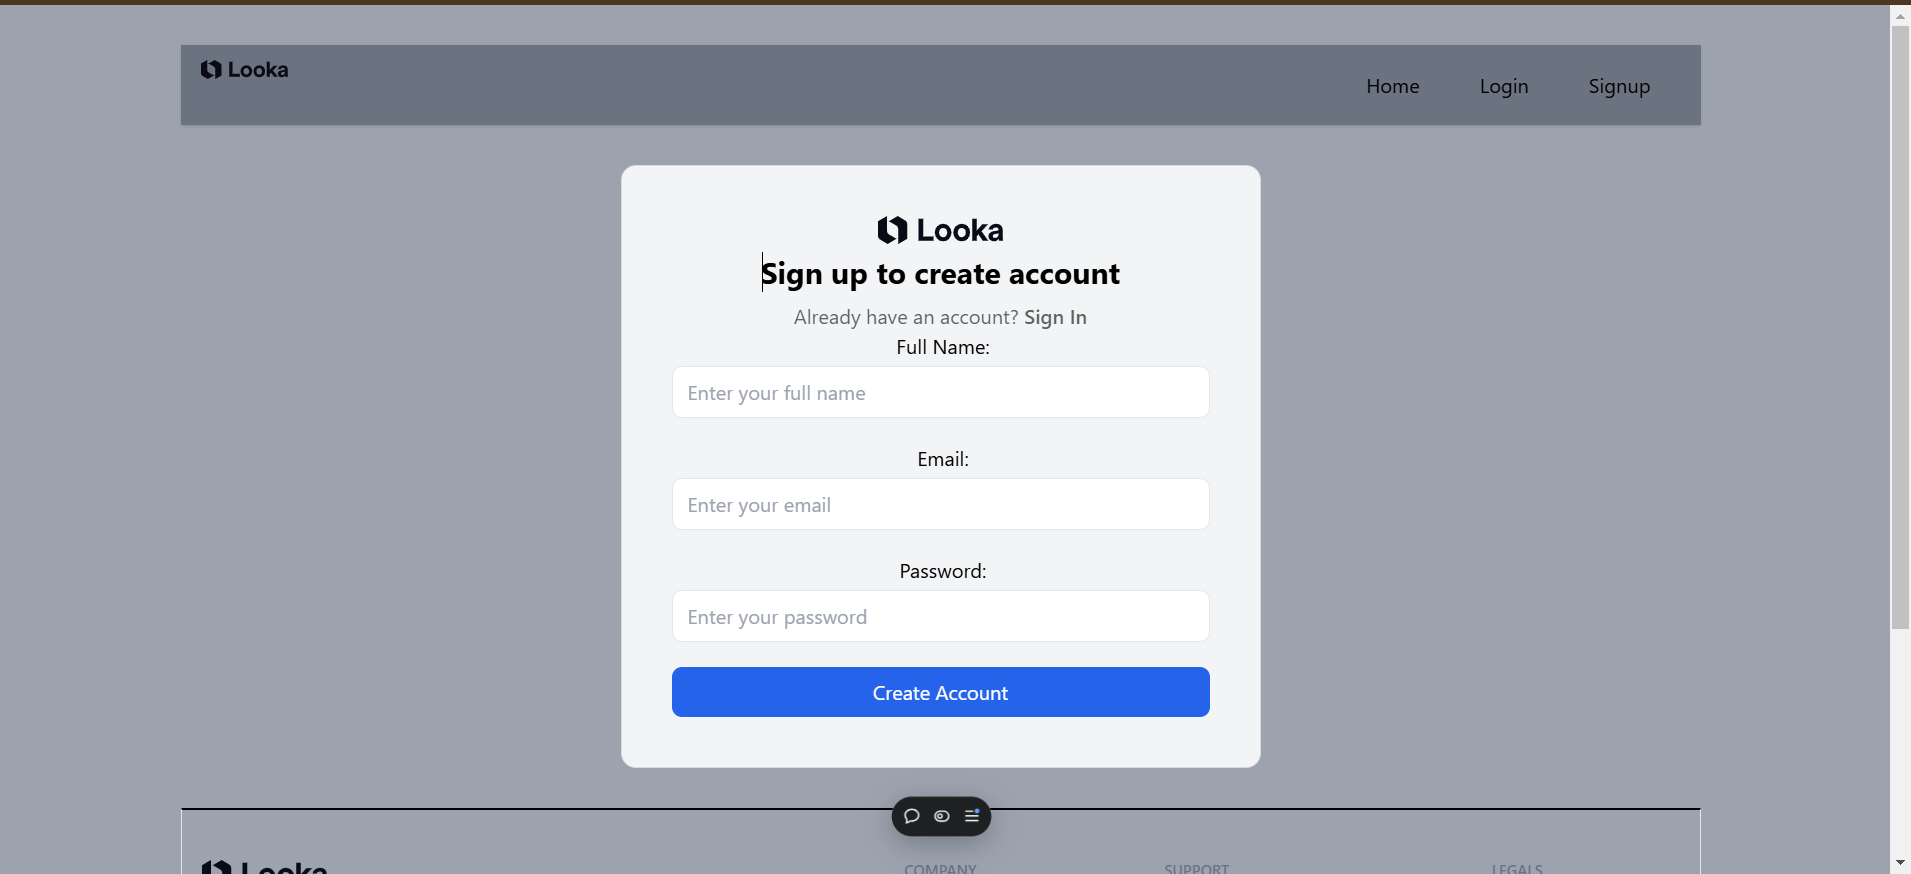 Looka
Home Login Signup
Looka
Sign up to create account
Already have an account? Sign In
Full Name:
Enter your full name
Email:
Enter your email
Password:
Enter your password
Create Account
Looka
COMPANY SUPPORT LEGALS